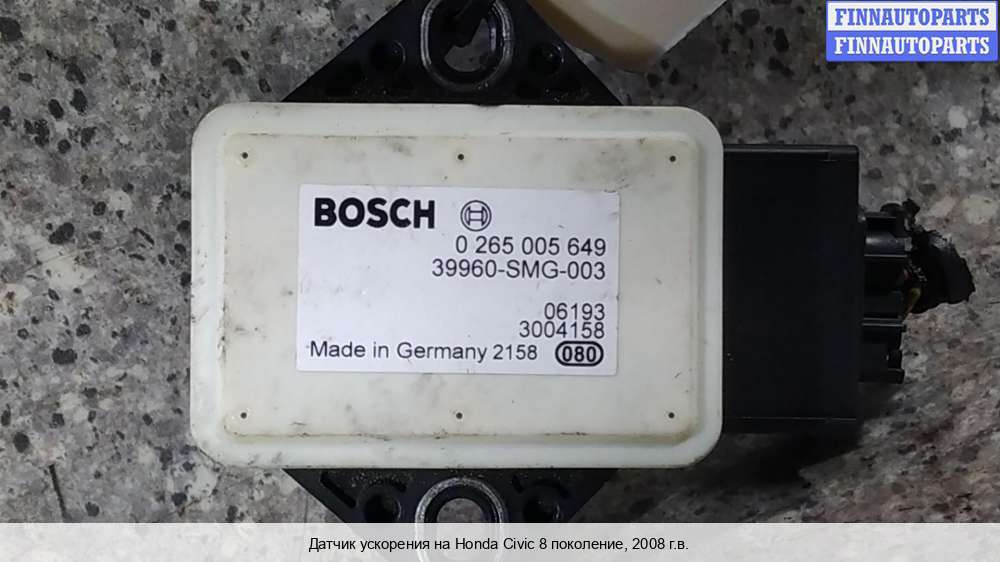 FINNAUTOPARTS
FINNAUTOPARTS
BOSCH
0 265 005 649
39960-SMG-003
06193
3004158
Made in Germany 2158 080
Датчик ускорения на Honda Civic 8 поколение, 2008 г.в.